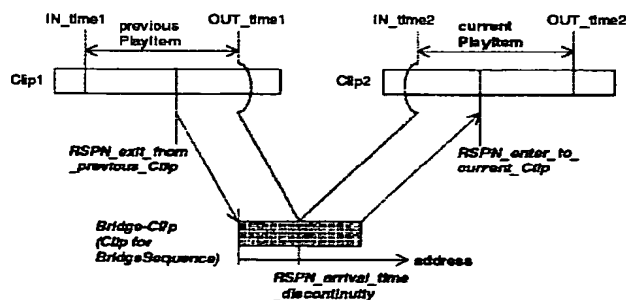 IN_time1
previous
PlayItem
OUT_time1
IN_time2
current
PlayItem
OUT_time2
Clip1
Clip2
RSPN_exit_from
_previous_Clip
RSPN_enter_to_
current_Clip
Bridge-Clip
(Clip for
BridgeSequence)
address
RSPN_arrival_time
_discontinuity